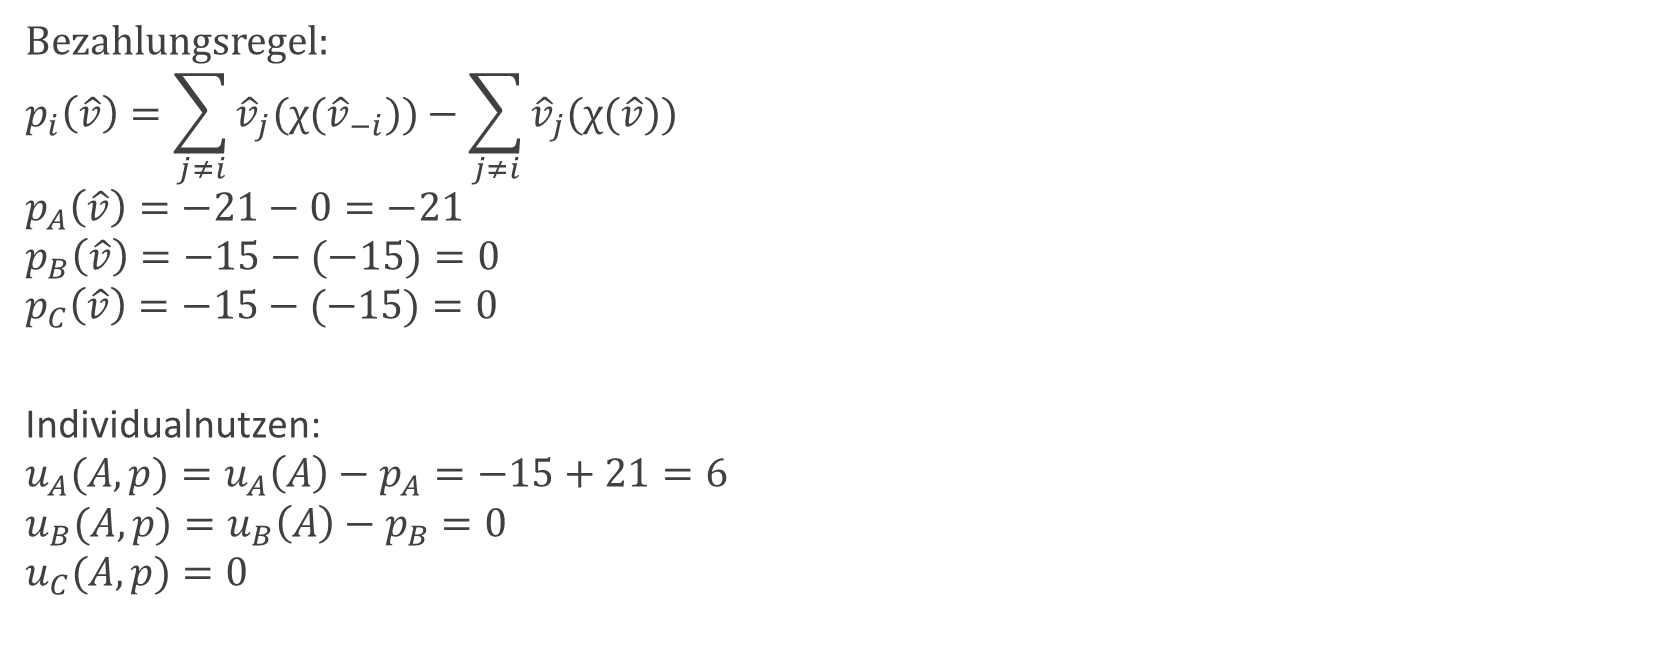 Bezahlungsregel:
p_i(v̂) = ∑_{j≠i} v̂_j(χ(v̂_{−i})) − ∑_{j≠i} v̂_j(χ(v̂))
p_A(v̂) = −21 − 0 = −21
p_B(v̂) = −15 − (−15) = 0
p_C(v̂) = −15 − (−15) = 0
Individualnutzen:
u_A(A, p) = u_A(A) − p_A = −15 + 21 = 6
u_B(A, p) = u_B(A) − p_B = 0
u_C(A, p) = 0